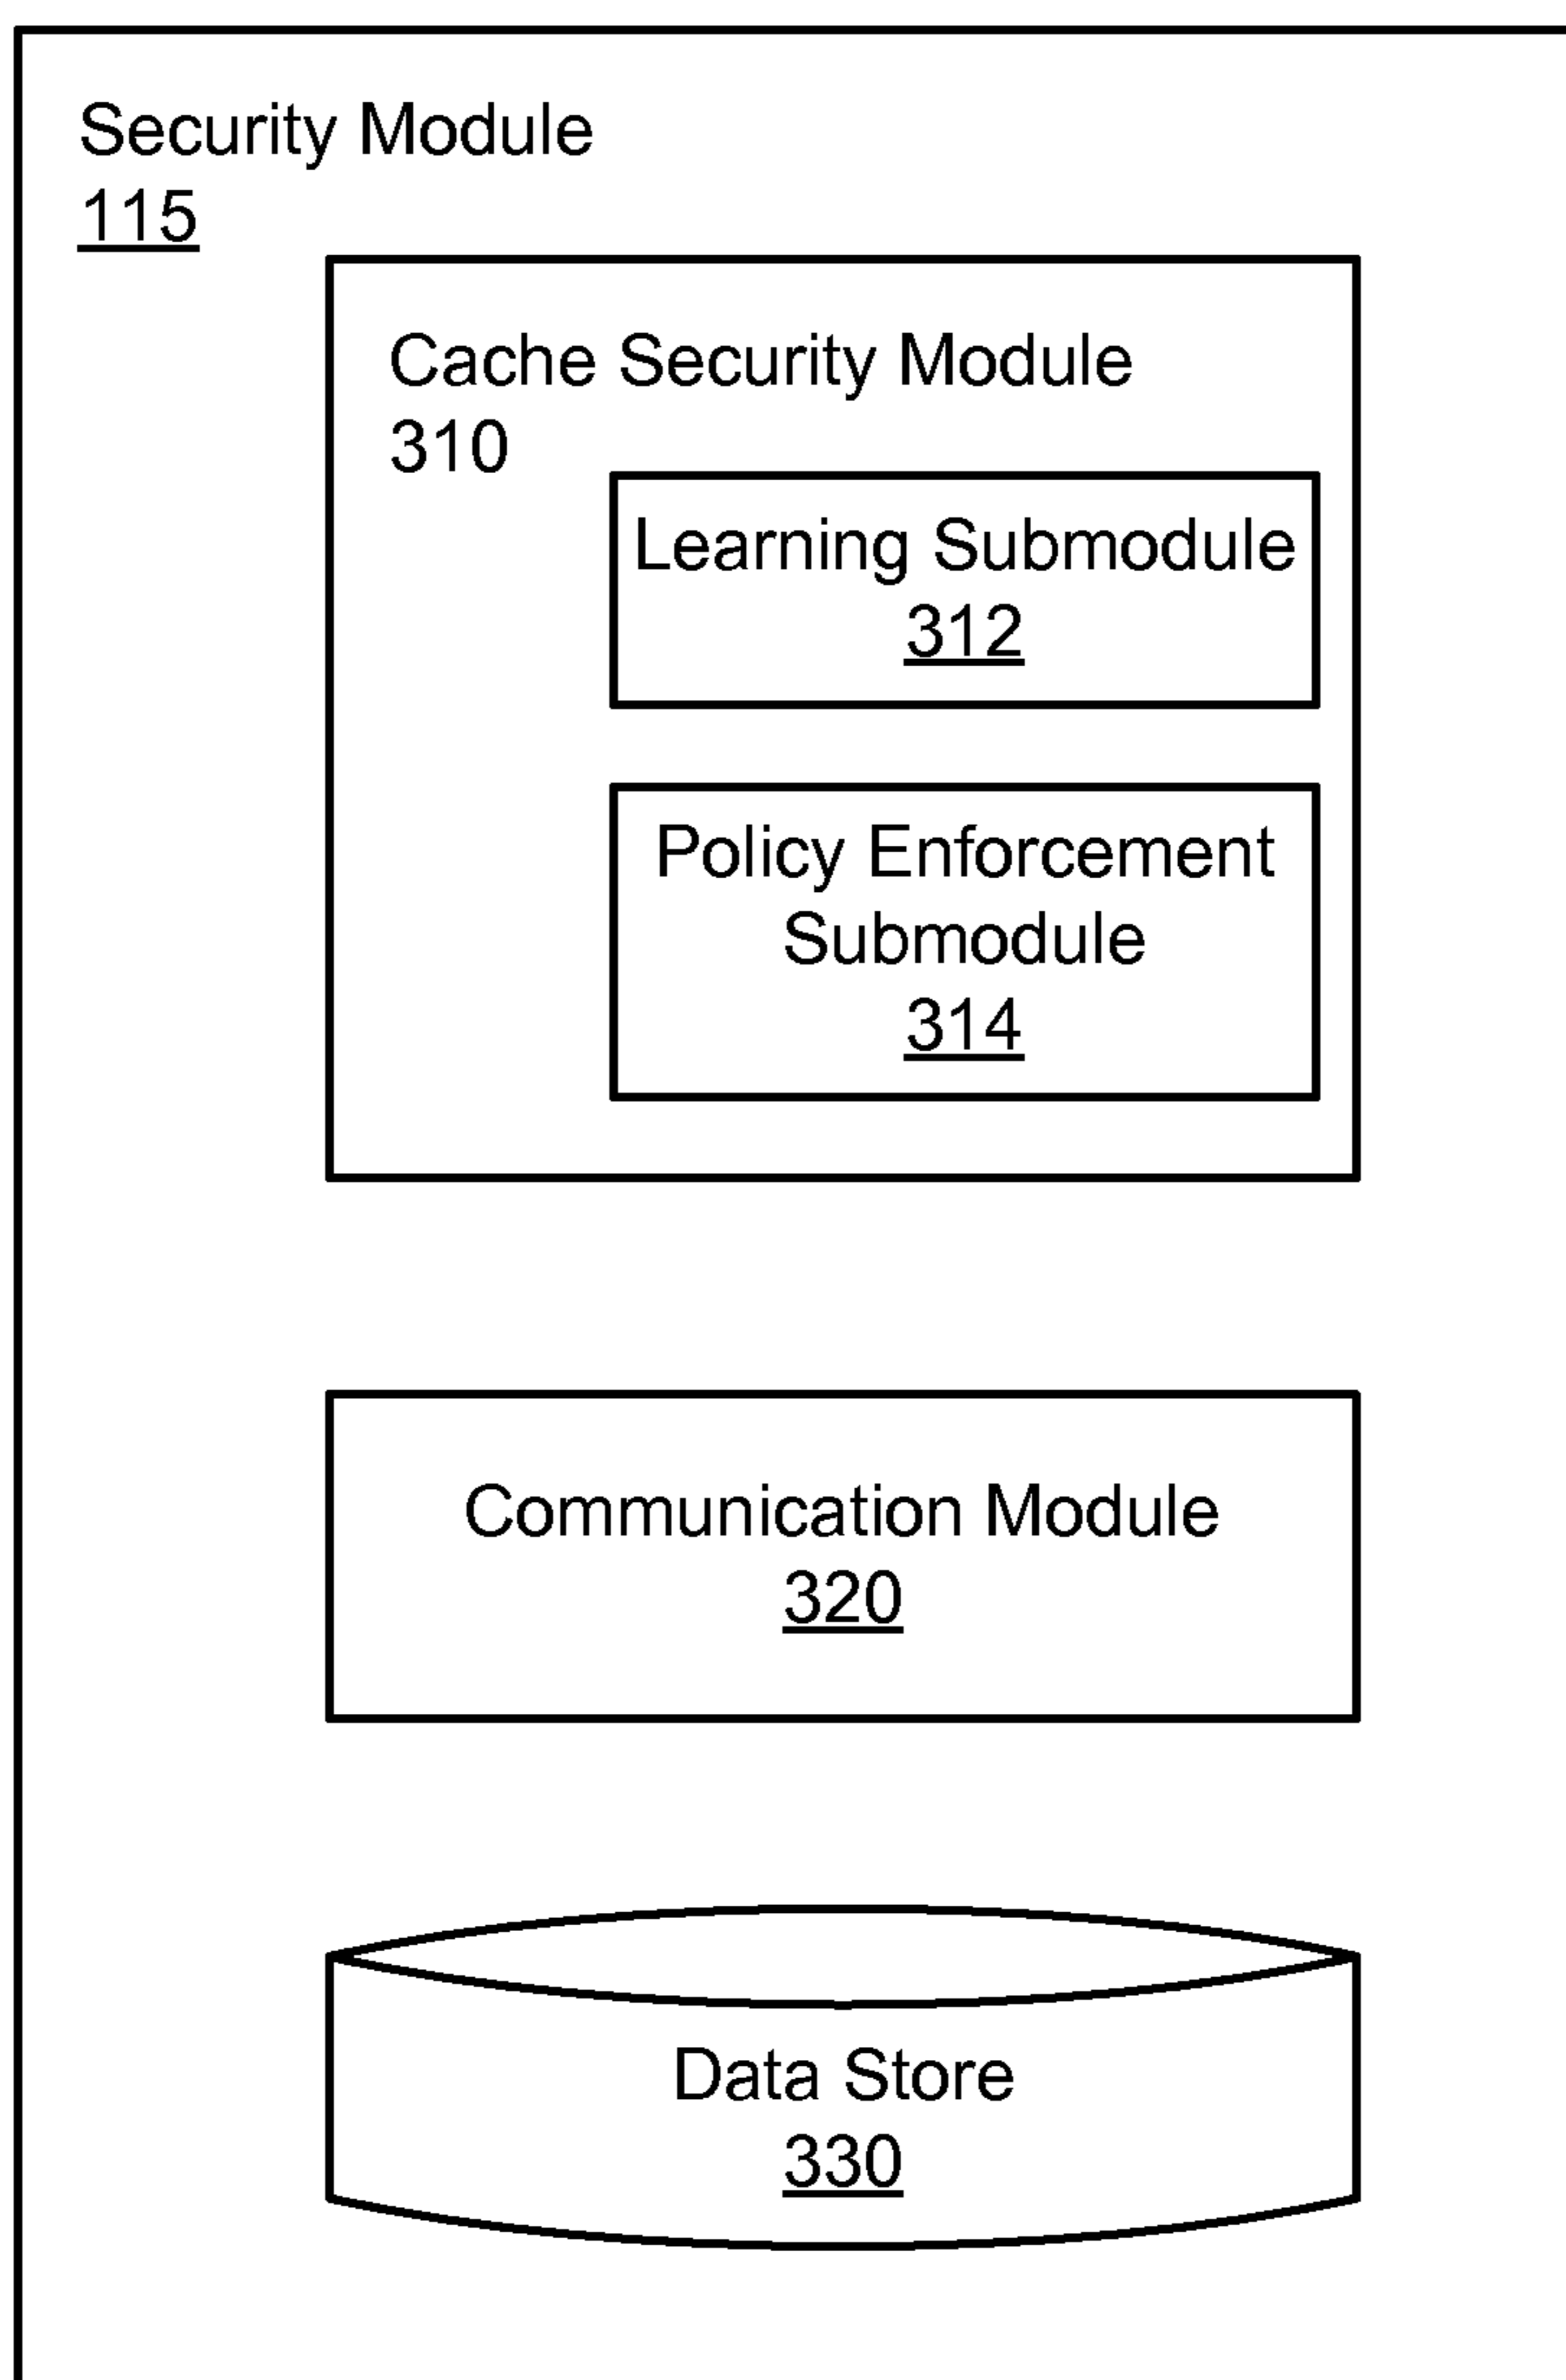 Security Module
115
Cache Security Module
310
Learning Submodule
312
Policy Enforcement
Submodule
314
Communication Module
320
Data Store
330